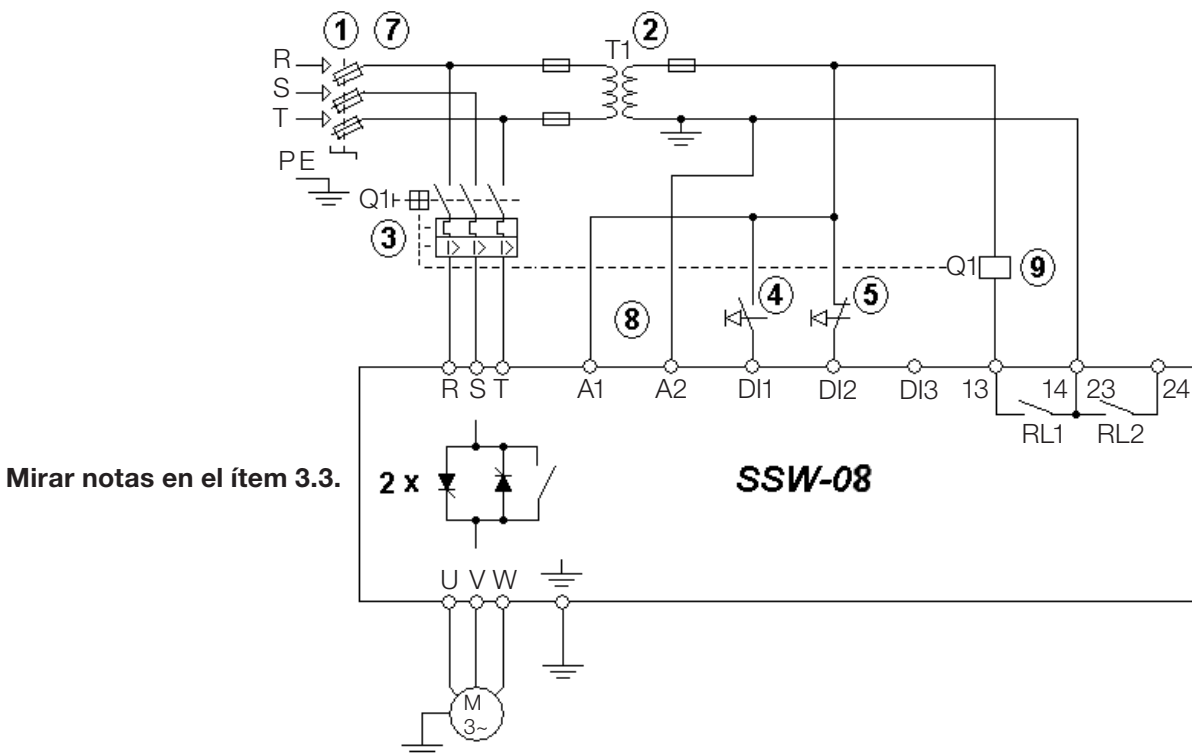 ① ⑦ ②
R
T1
S
T
PE
Q1
③
Q1 ⑨
④ ⑤
⑧
R S T A1 A2 DI1 DI2 DI3 13 14 23 24
RL1 RL2
Mirar notas en el ítem 3.3.
2 x
SSW-08
U V W
M
3~